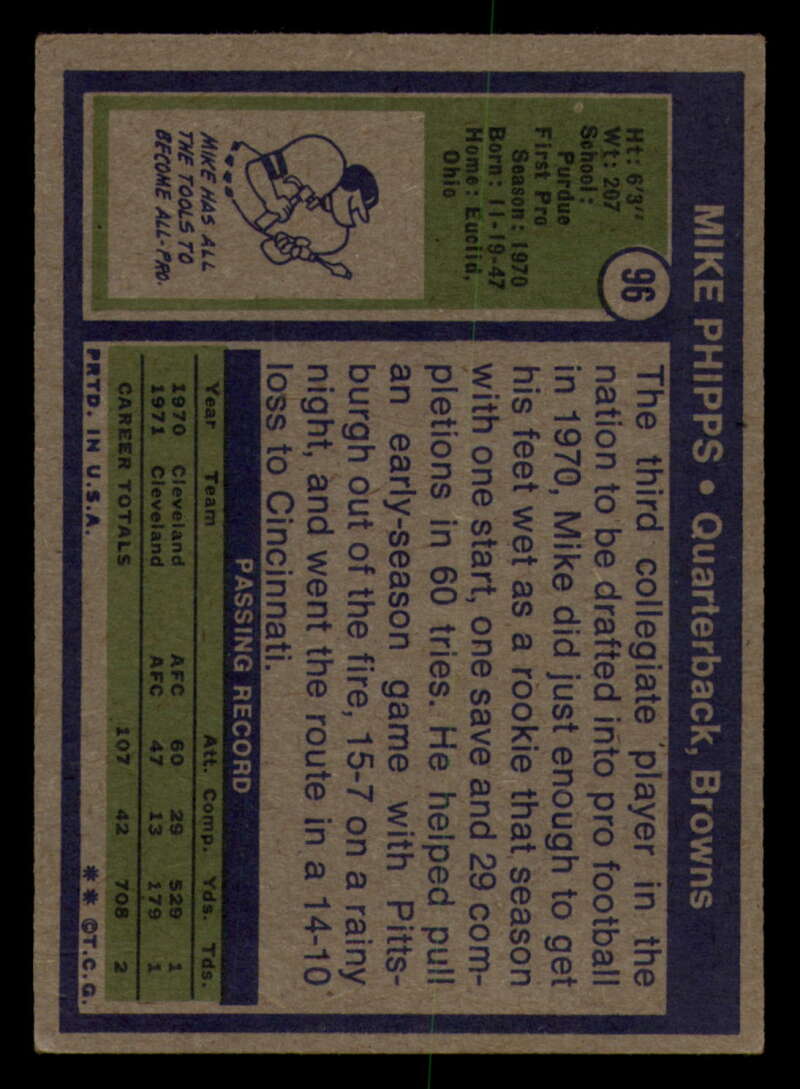 MIKE PHIPPS • Quarterback, Browns
96
Ht: 6'3"
Wt: 207
School:
Purdue
First Pro
Season: 1970
Born: 11-19-47
Home: Euclid,
Ohio
MIKE HAS ALL
THE TOOLS TO
BECOME ALL-PRO.
The third collegiate player in the
nation to be drafted into pro football
in 1970, Mike did just enough to get
his feet wet as a rookie that season
with one start, one save and 29 com-
pletions in 60 tries. He helped pull
an early-season game with Pitts-
burgh out of the fire, 15-7 on a rainy
night, and went the route in a 14-10
loss to Cincinnati.
PASSING RECORD
Year Team Att. Comp. Yds. Tds.
1970 Cleveland AFC 60 29 529 1
1971 Cleveland AFC 47 13 179 1
CAREER TOTALS 107 42 708 2
PRTD. IN U.S.A. ** ©T.C.G.